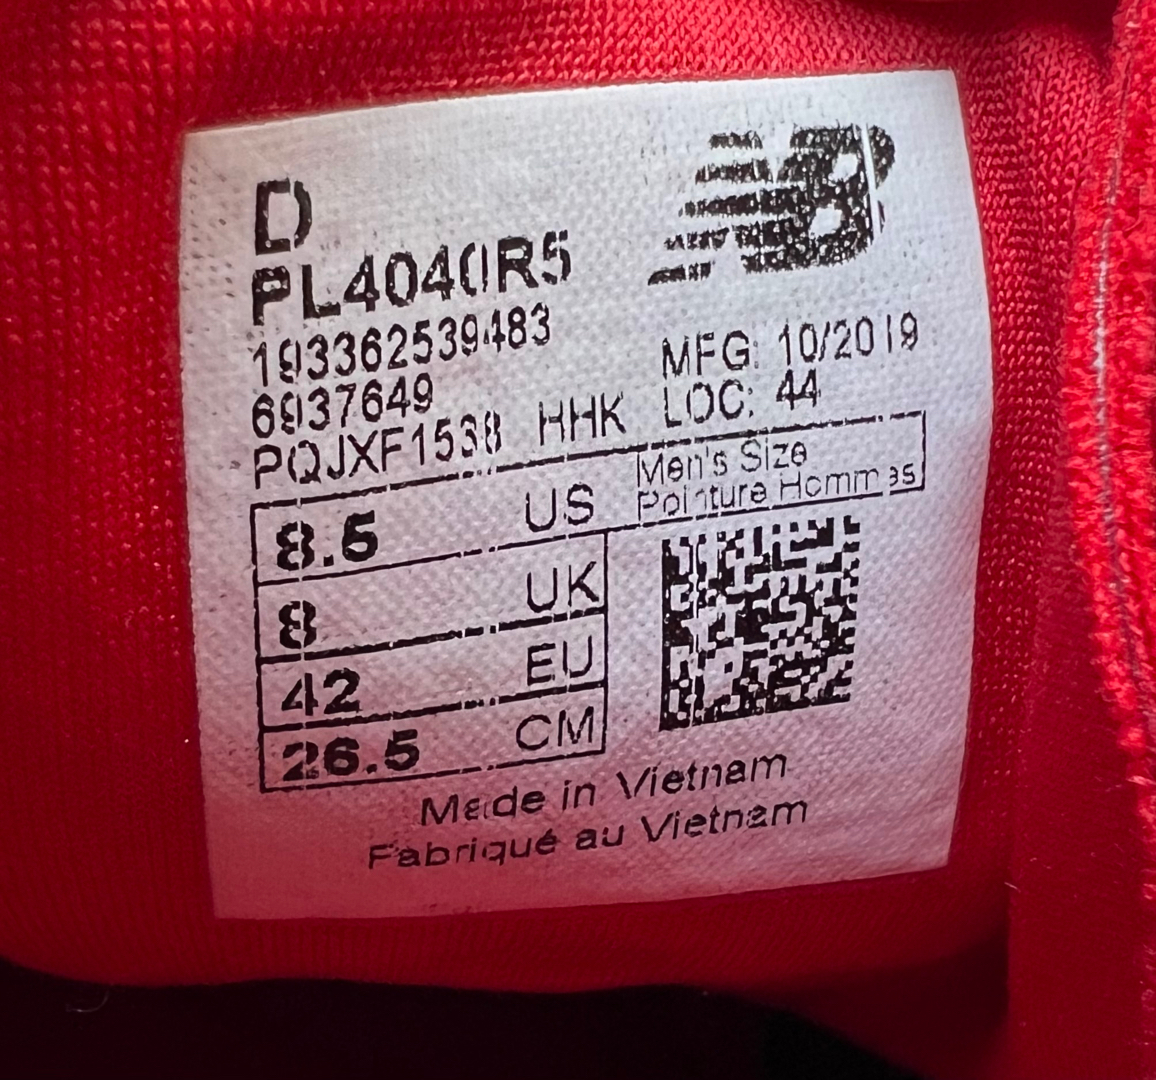 D
PL4040R5
193362539483
6937649
PQJXF1538 HHK
NB
MFG: 10/2019
LOC: 44
Men's Size
Pointure Hommes
8.5 US
8 UK
42 EU
26.5 CM
Made in Vietnam
Fabriqué au Vietnam